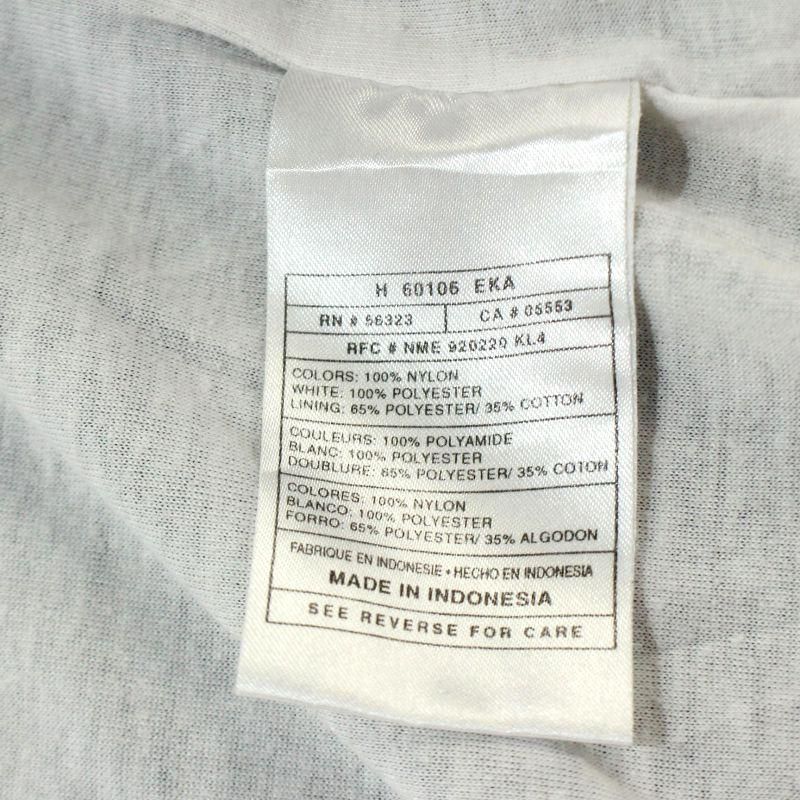 H 60106 EKA
RN # 56323 CA # 05553
RFC # NME 920220 KL4
COLORS: 100% NYLON
WHITE: 100% POLYESTER
LINING: 65% POLYESTER/ 35% COTTON
COULEURS: 100% POLYAMIDE
BLANC: 100% POLYESTER
DOUBLURE: 65% POLYESTER/ 35% COTON
COLORES: 100% NYLON
BLANCO: 100% POLYESTER
FORRO: 65% POLYESTER/ 35% ALGODON
FABRIQUE EN INDONESIE • HECHO EN INDONESIA
MADE IN INDONESIA
SEE REVERSE FOR CARE